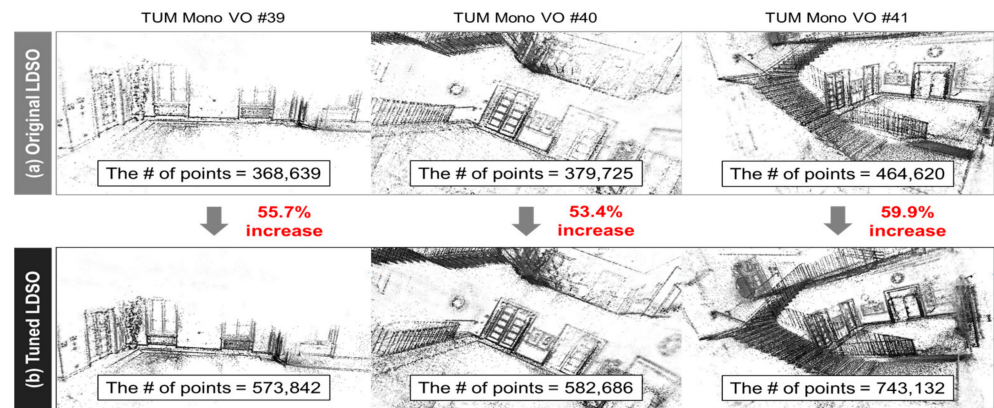 TUM Mono VO #39
TUM Mono VO #40
TUM Mono VO #41
(a) Original LDSO
The # of points = 368,639
The # of points = 379,725
The # of points = 464,620
55.7%
increase
53.4%
increase
59.9%
increase
(b) Tuned LDSO
The # of points = 573,842
The # of points = 582,686
The # of points = 743,132